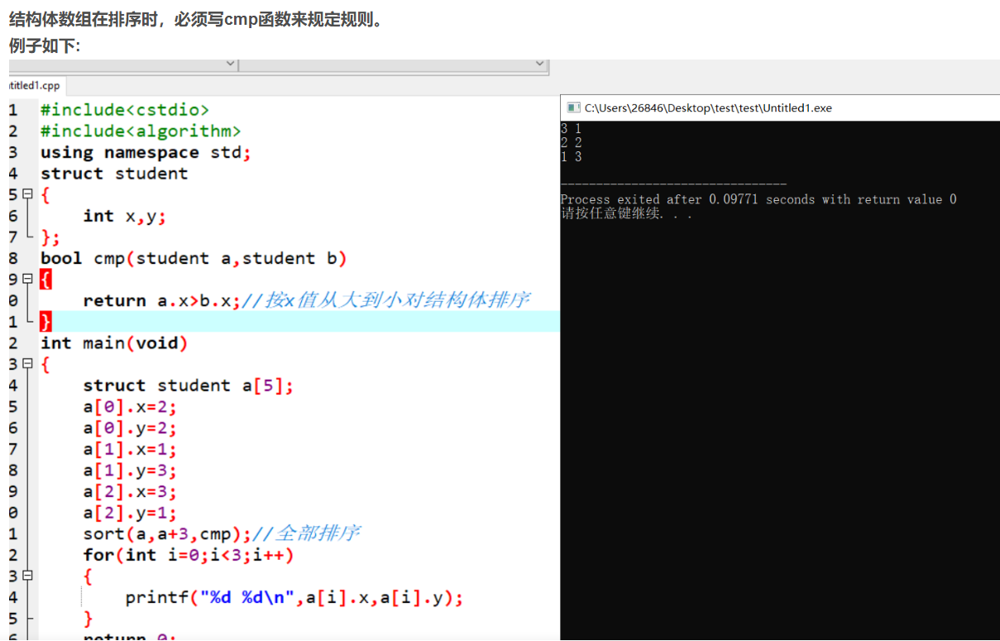 结构体数组在排序时，必须写cmp函数来规定规则。
例子如下:
titled1.cpp
C:\Users\26846\Desktop\test\test\Untitled1.exe
1 #include<cstdio>
2 #include<algorithm>
3 using namespace std;
4 struct student
5 {
6 int x,y;
7 };
8 bool cmp(student a,student b)
9 {
0 return a.x>b.x;//按x值从大到小对结构体排序
1 }
2 int main(void)
3 {
4 struct student a[5];
5 a[0].x=2;
6 a[0].y=2;
7 a[1].x=1;
8 a[1].y=3;
9 a[2].x=3;
0 a[2].y=1;
1 sort(a,a+3,cmp);//全部排序
2 for(int i=0;i<3;i++)
3 {
4 printf("%d %d\n",a[i].x,a[i].y);
5 }
6 return 0;
3 1
2 2
1 3
--------------------------------
Process exited after 0.09771 seconds with return value 0
请按任意键继续. . .